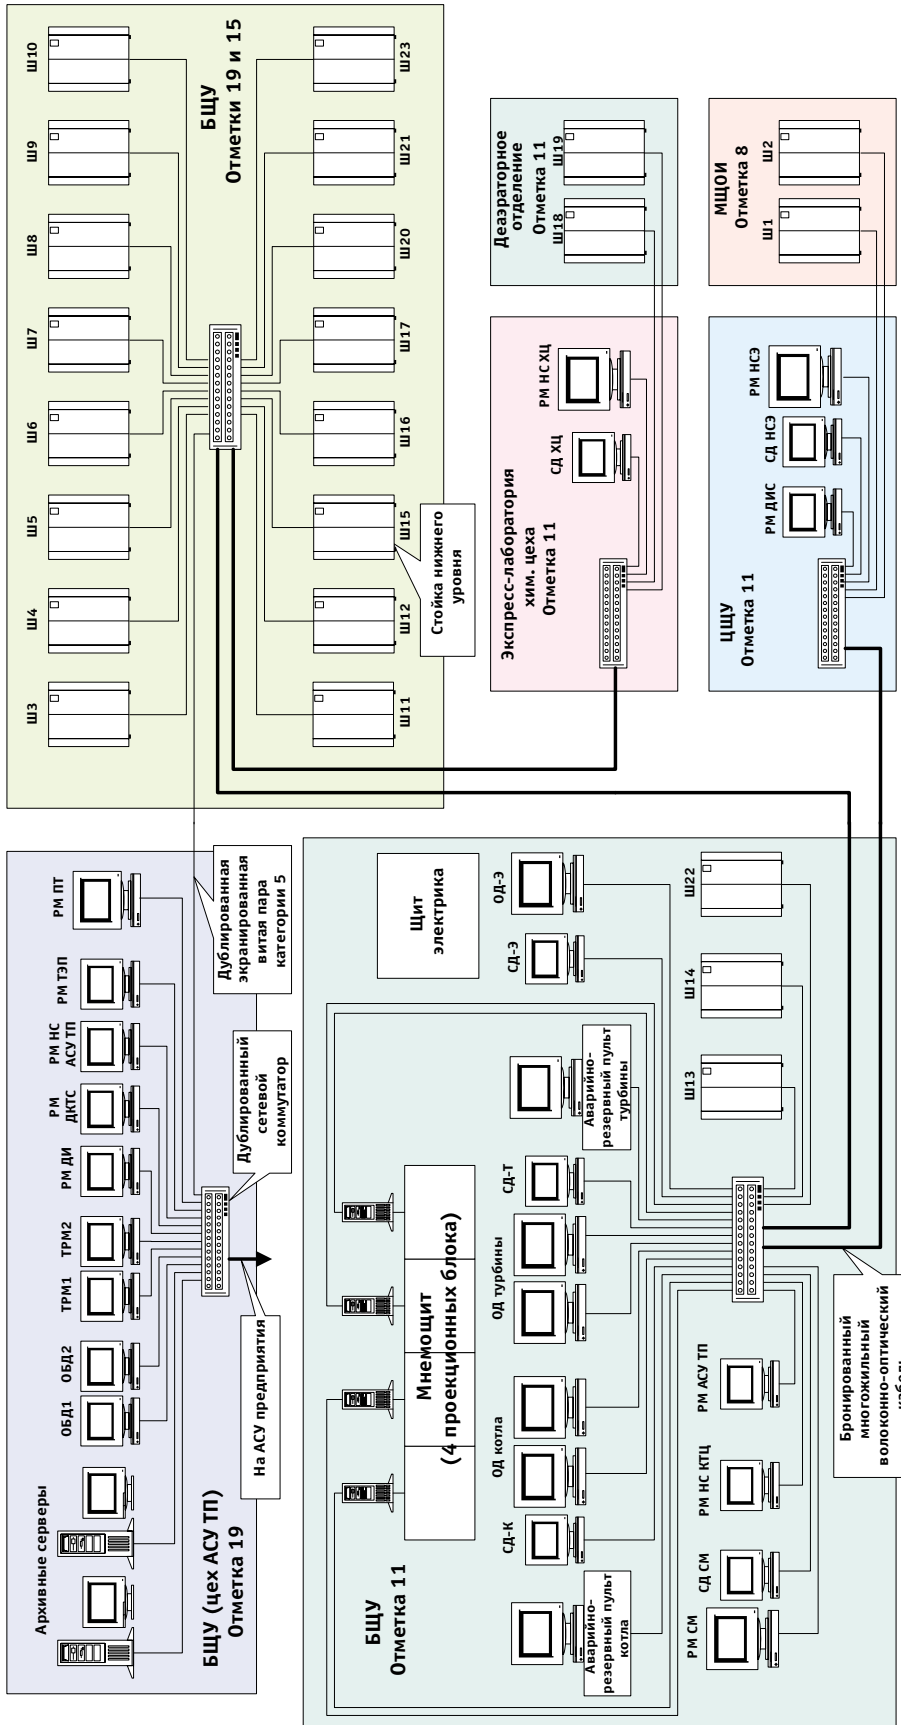 Архивные серверы
ОБД1
ОБД2
ТРМ1
ТРМ2
РМ ДИ
РМ
ДКТС
РМ НС
АСУ ТП
РМ ТЭП
РМ ПТ
БЩУ (цех АСУ ТП)
Отметка 19
На АСУ предприятия
Дублированный
сетевой
коммутатор
Дублированная
экранированная
витая пара
категории 5
Ш3
Ш4
Ш5
Ш6
Ш7
Ш8
Ш9
Ш10
БЩУ
Отметки 19 и 15
Ш11
Ш12
Ш15
Ш16
Ш17
Ш20
Ш21
Ш23
Стойка нижнего
уровня
БЩУ
Отметка 11
Мнемощит
(4 проекционных блока)
Щит
электрика
Аварийно-
резервный пульт
котла
СД-К
ОД котла
ОД турбины
СД-Т
Аварийно-
резервный пульт
турбины
СД-Э
ОД-Э
РМ СМ
СД СМ
РМ НС КТЦ
РМ АСУ ТП
Ш13
Ш14
Ш22
Бронированный
многожильный
волоконно-оптический
Экспресс-лаборатория
хим. цеха
Отметка 11
СД ХЦ
РМ НС ХЦ
Деаэраторное
отделение
Отметка 11
Ш18
Ш19
ЦЩУ
Отметка 11
РМ ДИС
СД НСЭ
РМ НСЭ
МЩОИ
Отметка 8
Ш1
Ш2